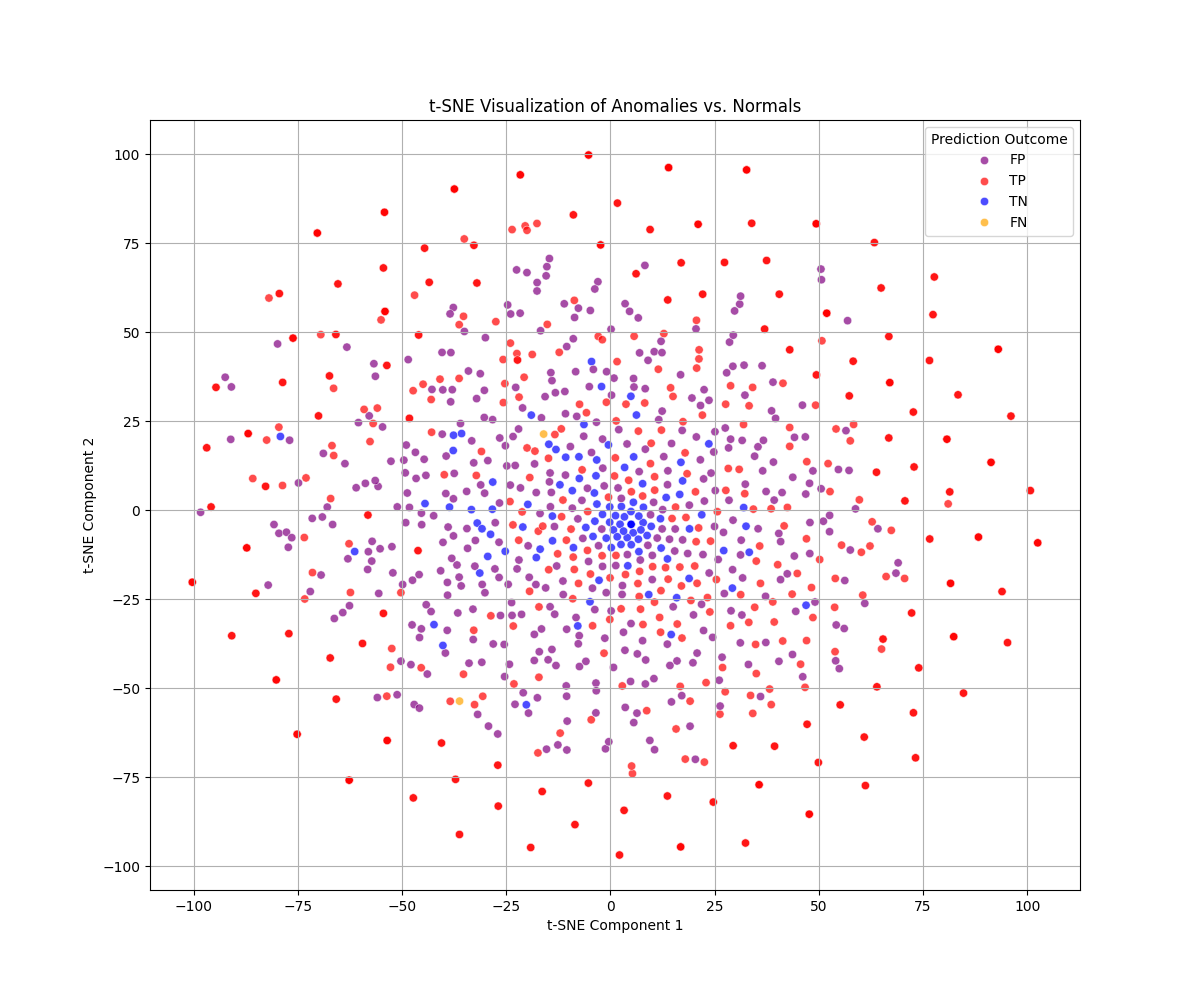 t-SNE Visualization of Anomalies vs. Normals
Prediction Outcome
FP
TP
TN
FN
100
75
50
25
0
−25
−50
−75
−100
t-SNE Component 2
−100
−75
−50
−25
0
25
50
75
100
t-SNE Component 1